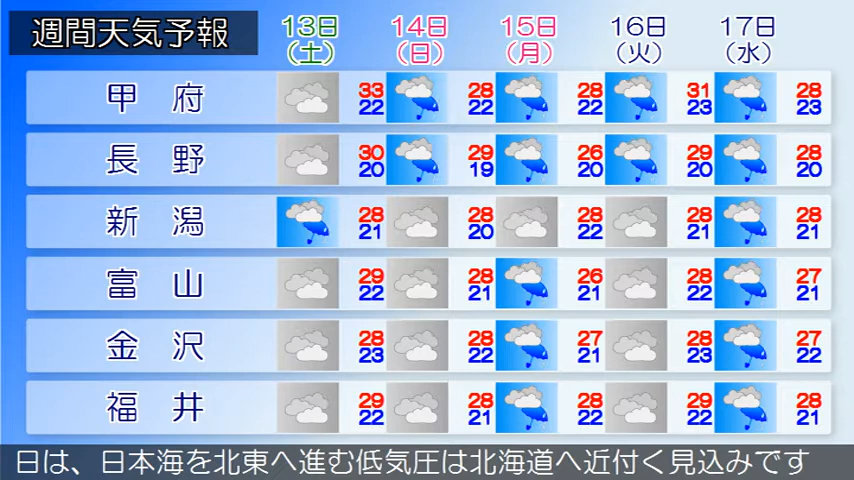 週間天気予報
13日 14日 15日 16日 17日
(土) (日) (月) (火) (水)
甲府 33 22 28 22 28 22 31 23 28 23
長野 30 20 29 19 26 20 29 20 28 20
新潟 28 21 28 20 28 22 28 21 28 21
富山 29 22 28 21 26 21 28 22 27 21
金沢 28 23 28 22 27 21 28 23 27 22
福井 29 22 28 21 28 22 29 22 28 21
日は、日本海を北東へ進む低気圧は北海道へ近付く見込みです